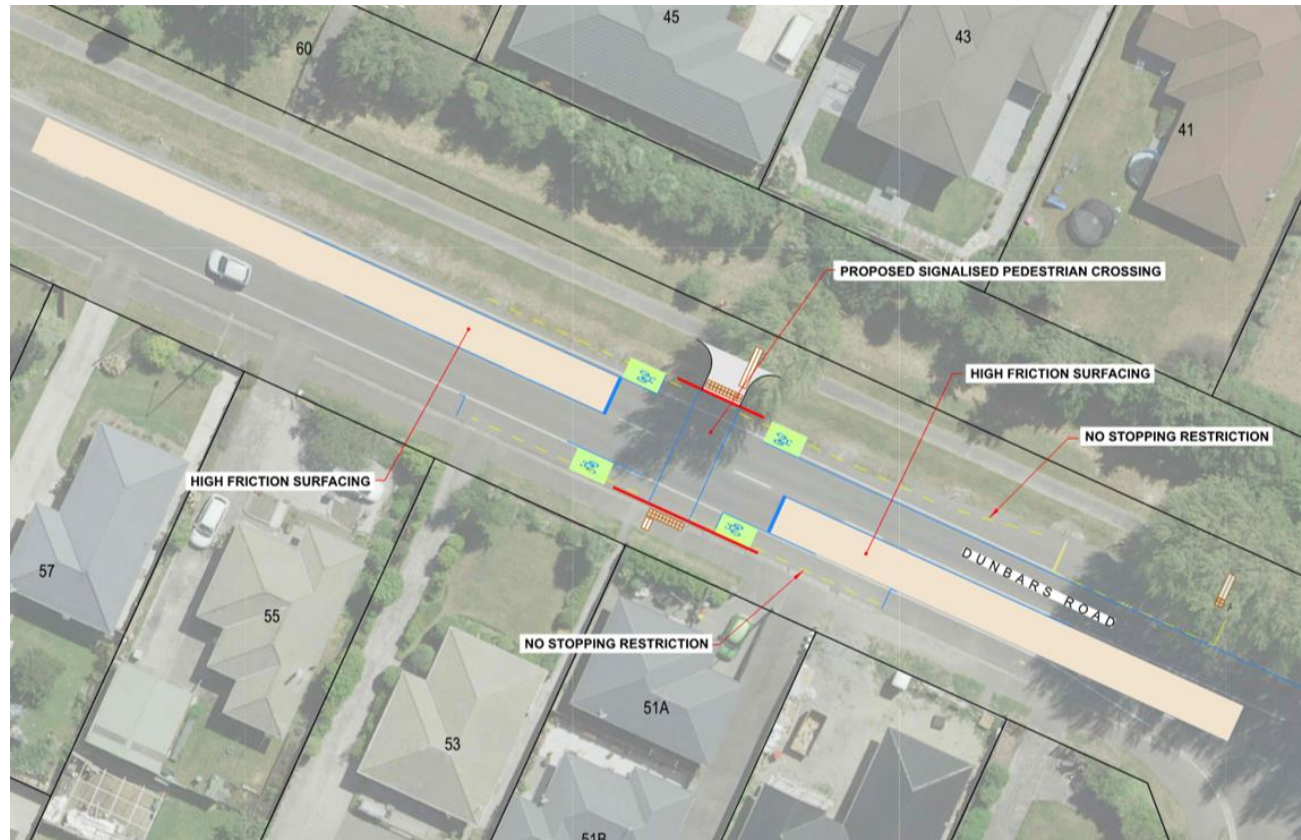 45
43
60
41
PROPOSED SIGNALISED PEDESTRIAN CROSSING
HIGH FRICTION SURFACING
NO STOPPING RESTRICTION
HIGH FRICTION SURFACING
DUNBARS ROAD
57
55
NO STOPPING RESTRICTION
53
51A
51B